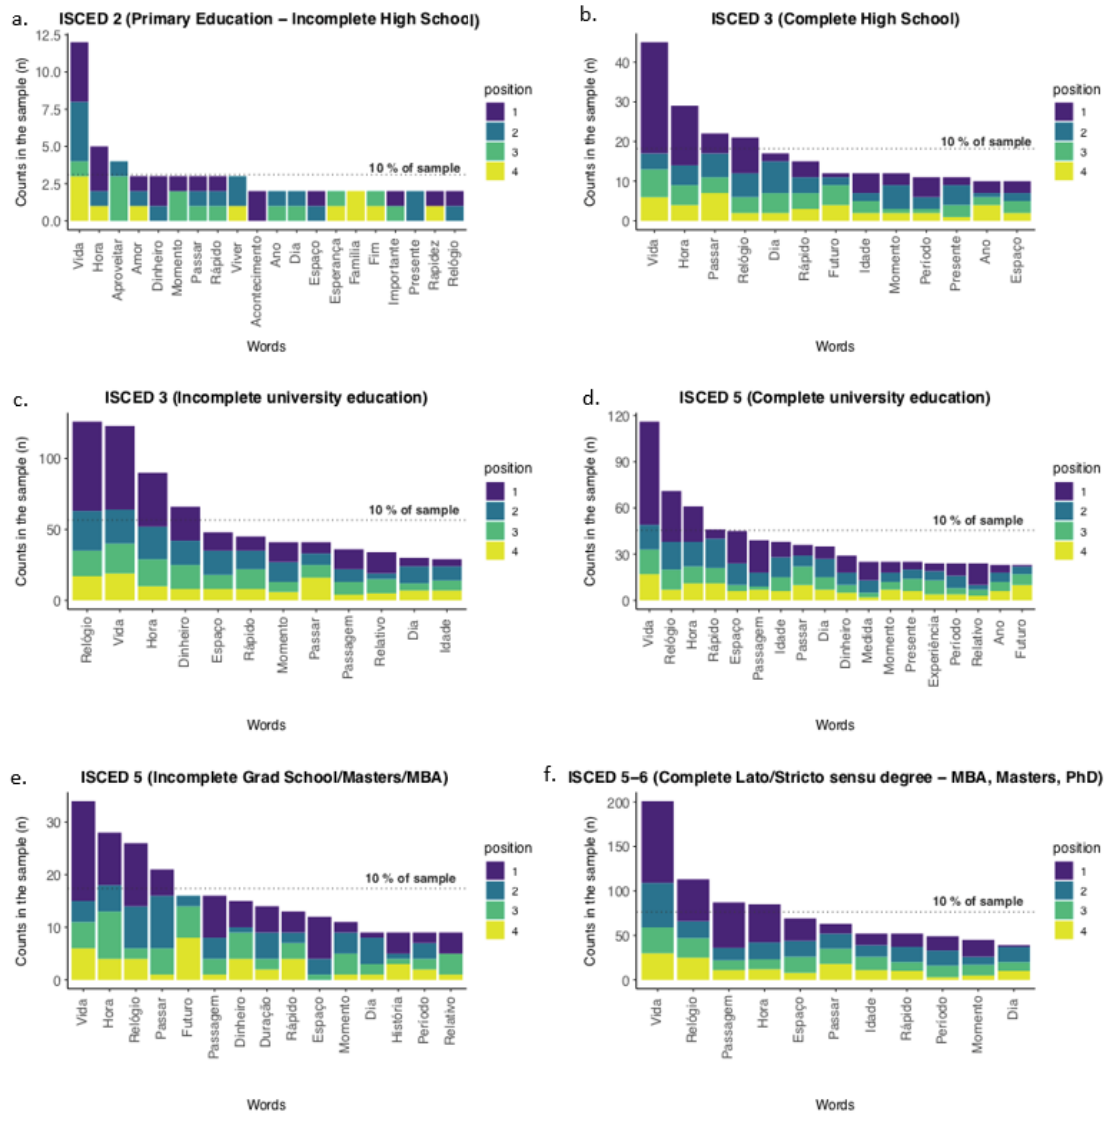 a.
ISCED 2 (Primary Education – Incomplete High School)
Counts in the sample (n)
12.5
10.0
7.5
5.0
2.5
0.0
10 % of sample
position
1
2
3
4
Vida
Hora
Aproveitar
Amor
Dinheiro
Momento
Passar
Rápido
Viver
Acontecimento
Ano
Dia
Espaço
Esperança
Família
Fim
Importante
Presente
Rapidez
Relógio
Words
b.
ISCED 3 (Complete High School)
Counts in the sample (n)
40
30
20
10
0
10 % of sample
position
1
2
3
4
Vida
Hora
Passar
Relógio
Dia
Rápido
Futuro
Idade
Momento
Período
Presente
Ano
Espaço
Words
c.
ISCED 3 (Incomplete university education)
Counts in the sample (n)
100
50
0
10 % of sample
position
1
2
3
4
Relógio
Vida
Hora
Dinheiro
Espaço
Rápido
Momento
Passar
Passagem
Relativo
Dia
Idade
Words
d.
ISCED 5 (Complete university education)
Counts in the sample (n)
120
90
60
30
0
10 % of sample
position
1
2
3
4
Vida
Relógio
Hora
Rápido
Espaço
Passagem
Idade
Passar
Dia
Dinheiro
Medida
Momento
Presente
Experiência
Período
Relativo
Ano
Futuro
Words
e.
ISCED 5 (Incomplete Grad School/Masters/MBA)
Counts in the sample (n)
30
20
10
0
10 % of sample
position
1
2
3
4
Vida
Hora
Relógio
Passar
Futuro
Passagem
Dinheiro
Duração
Rápido
Espaço
Momento
Dia
História
Período
Relativo
Words
f.
ISCED 5–6 (Complete Lato/Stricto sensu degree – MBA, Masters, PhD)
Counts in the sample (n)
200
150
100
50
0
10 % of sample
position
1
2
3
4
Vida
Relógio
Passagem
Hora
Espaço
Passar
Idade
Rápido
Período
Momento
Dia
Words